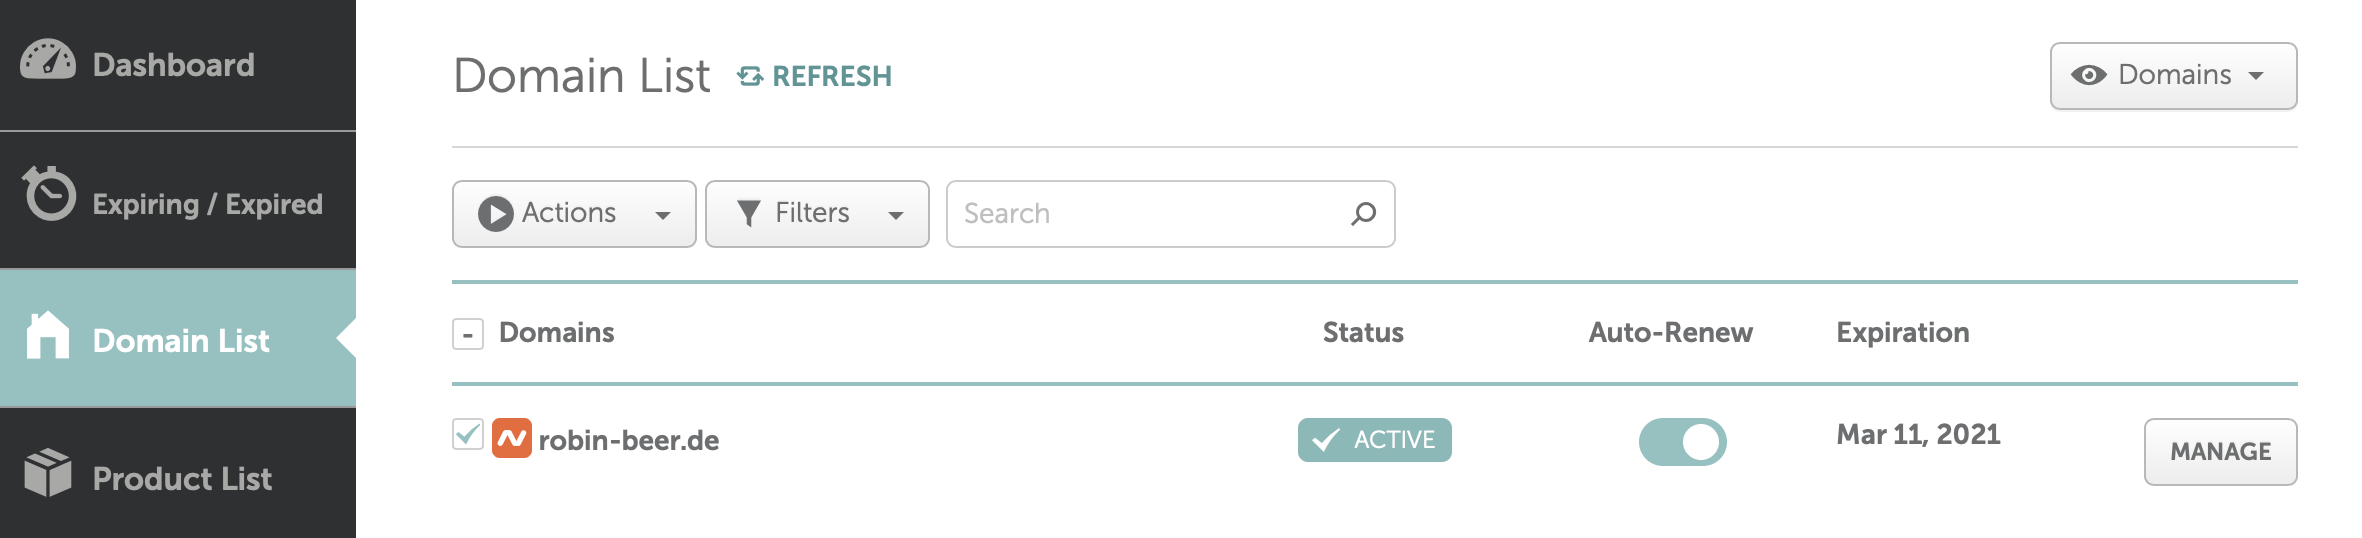 Dashboard
Expiring / Expired
Domain List
Product List
Domain List REFRESH
Domains
Actions Filters Search
- Domains Status Auto-Renew Expiration
robin-beer.de ACTIVE Mar 11, 2021 MANAGE